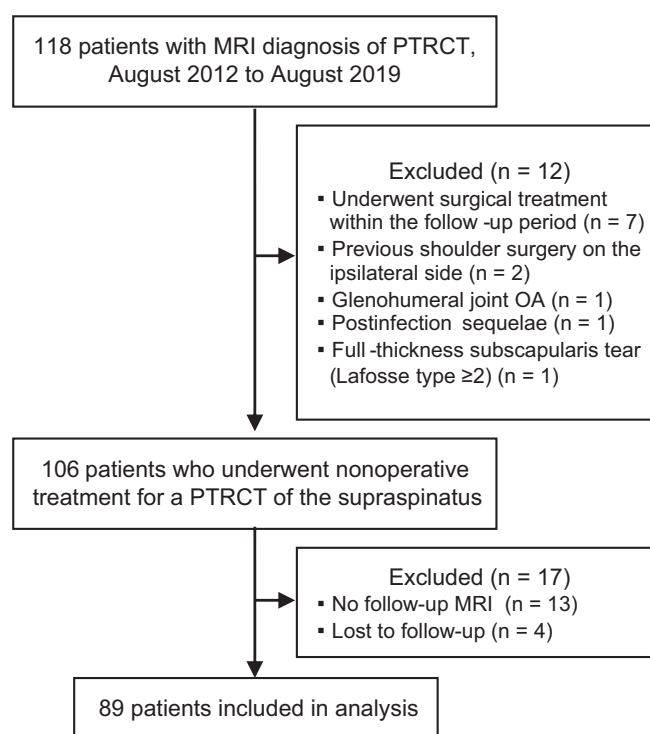 118 patients with MRI diagnosis of PTRCT,
August 2012 to August 2019
Excluded (n = 12)
▪ Underwent surgical treatment
within the follow -up period (n = 7)
▪ Previous shoulder surgery on the
ipsilateral side (n = 2)
▪ Glenohumeral joint OA (n = 1)
▪ Postinfection sequelae (n = 1)
▪ Full -thickness subscapularis tear
(Lafosse type ≥2) (n = 1)
106 patients who underwent nonoperative
treatment for a PTRCT of the supraspinatus
Excluded (n = 17)
▪ No follow-up MRI (n = 13)
▪ Lost to follow-up (n = 4)
89 patients included in analysis